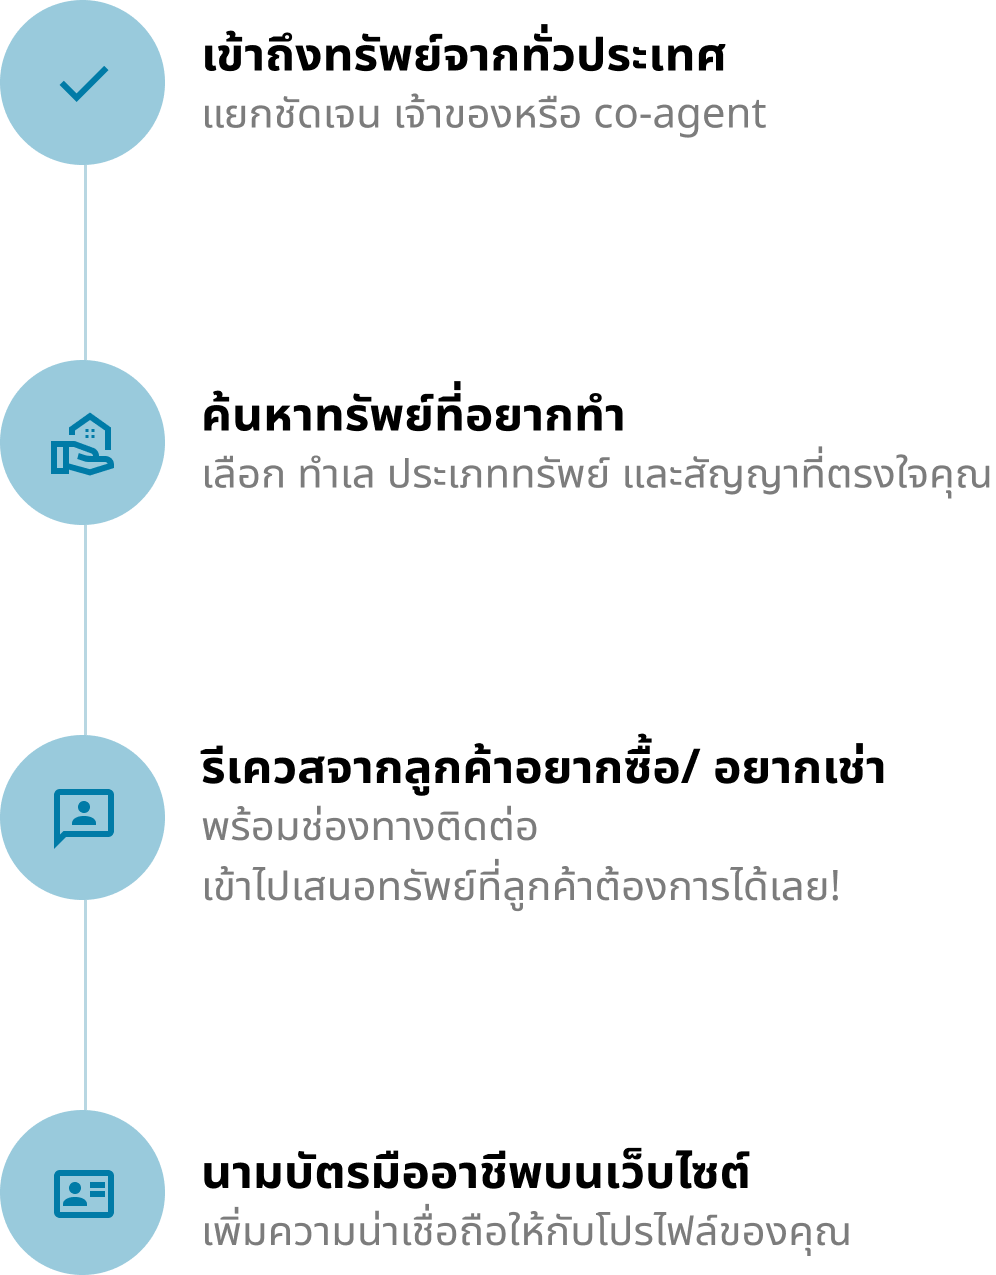 เข้าถึงทรัพย์จากทั่วประเทศ
แยกชัดเจน เจ้าของหรือ co-agent
ค้นหาทรัพย์ที่อยากทำ
เลือก ทำเล ประเภททรัพย์ และสัญญาที่ตรงใจคุณ
รีเควสจากลูกค้าอยากซื้อ/ อยากเช่า
พร้อมช่องทางติดต่อ
เข้าไปเสนอทรัพย์ที่ลูกค้าต้องการได้เลย!
นามบัตรมืออาชีพบนเว็บไซต์
เพิ่มความน่าเชื่อถือให้กับโปรไฟล์ของคุณ